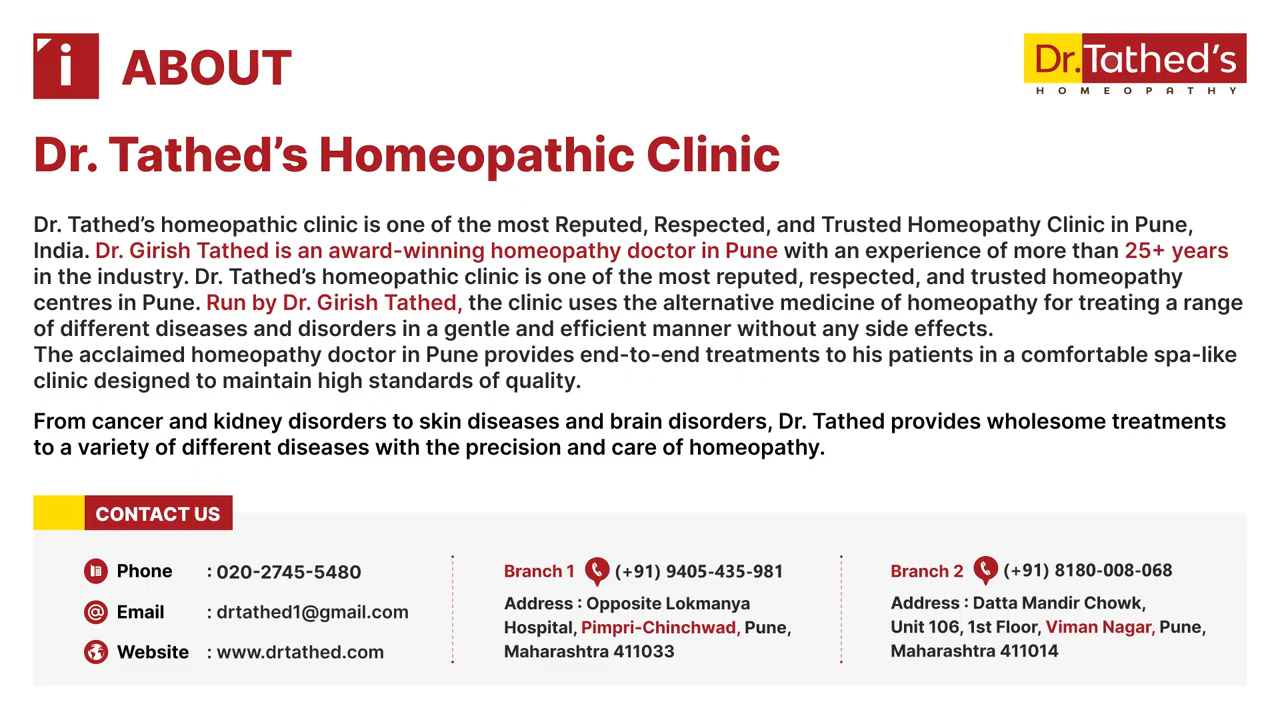 i ABOUT
Dr. Tathed's
HOMEOPATHY
Dr. Tathed's Homeopathic Clinic
Dr. Tathed's homeopathic clinic is one of the most Reputed, Respected, and Trusted Homeopathy Clinic in Pune,
India. Dr. Girish Tathed is an award-winning homeopathy doctor in Pune with an experience of more than 25+ years
in the industry. Dr. Tathed's homeopathic clinic is one of the most reputed, respected, and trusted homeopathy
centres in Pune. Run by Dr. Girish Tathed, the clinic uses the alternative medicine of homeopathy for treating a range
of different diseases and disorders in a gentle and efficient manner without any side effects.
The acclaimed homeopathy doctor in Pune provides end-to-end treatments to his patients in a comfortable spa-like
clinic designed to maintain high standards of quality.
From cancer and kidney disorders to skin diseases and brain disorders, Dr. Tathed provides wholesome treatments
to a variety of different diseases with the precision and care of homeopathy.
CONTACT US
Phone : 020-2745-5480
Email : drtathed1@gmail.com
Website : www.drtathed.com
Branch 1 (+91) 9405-435-981
Address : Opposite Lokmanya
Hospital, Pimpri-Chinchwad, Pune,
Maharashtra 411033
Branch 2 (+91) 8180-008-068
Address : Datta Mandir Chowk,
Unit 106, 1st Floor, Viman Nagar, Pune,
Maharashtra 411014